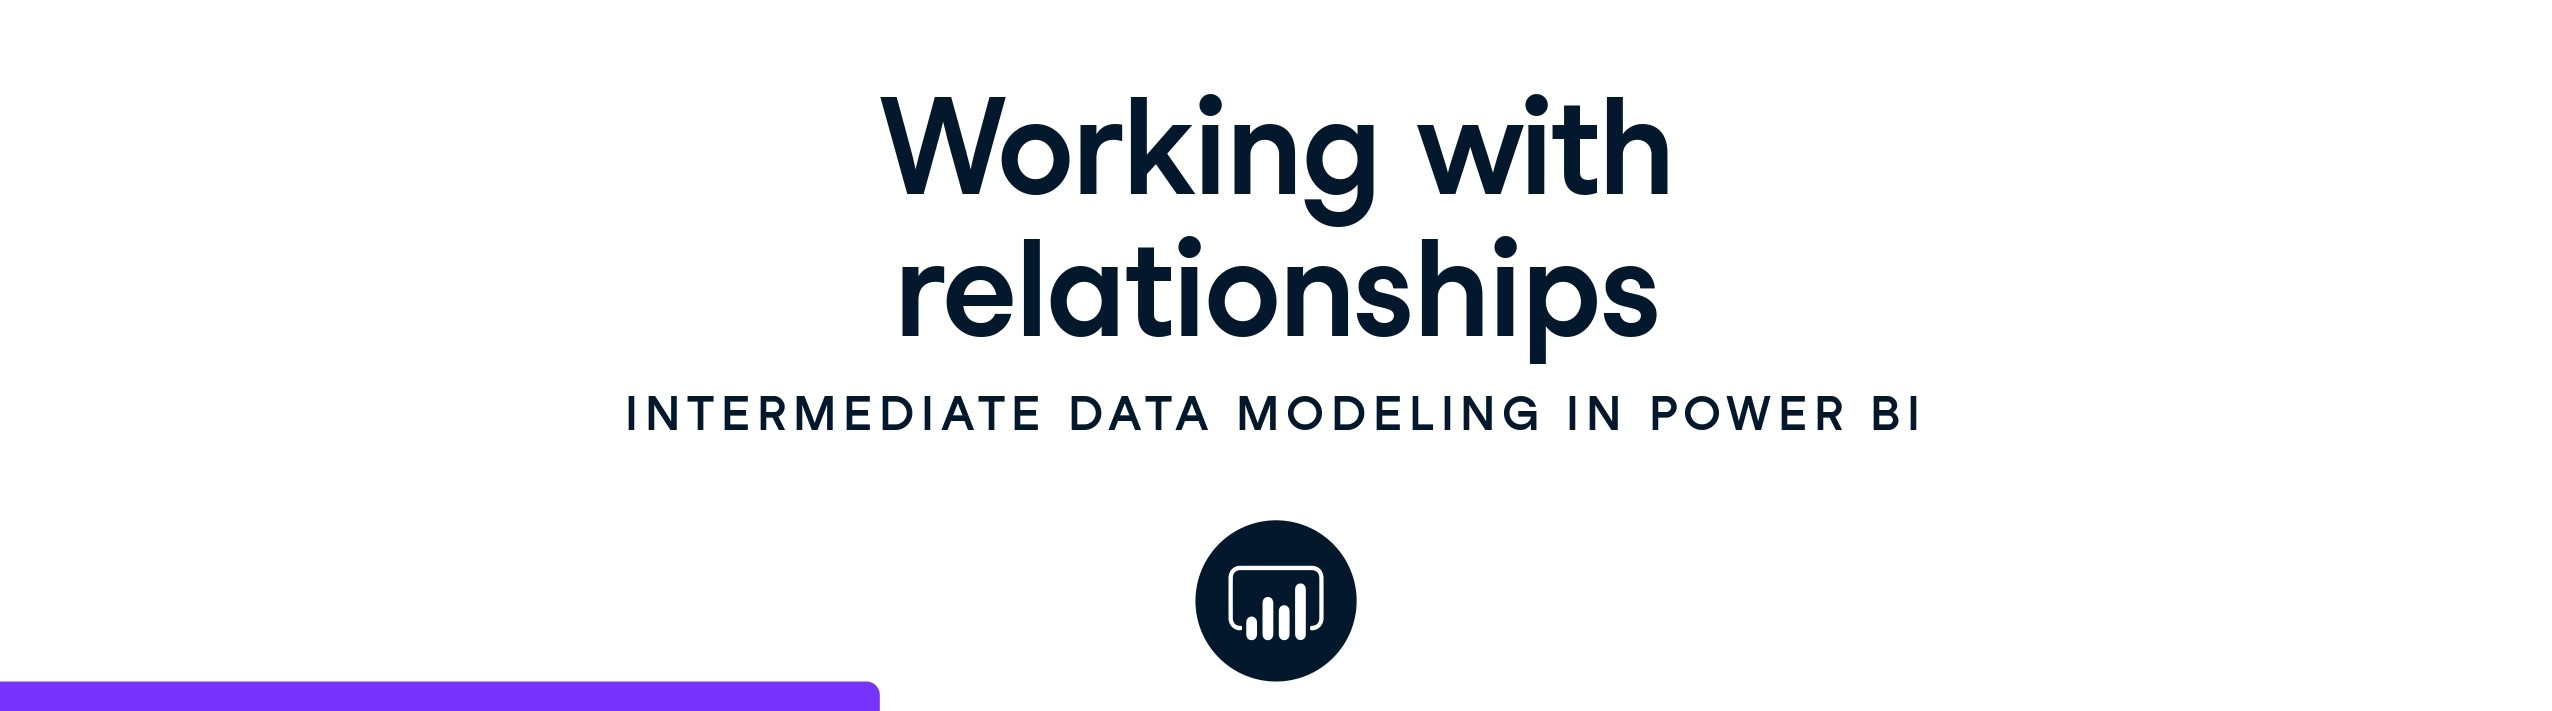 Working with
relationships
INTERMEDIATE DATA MODELING IN POWER BI